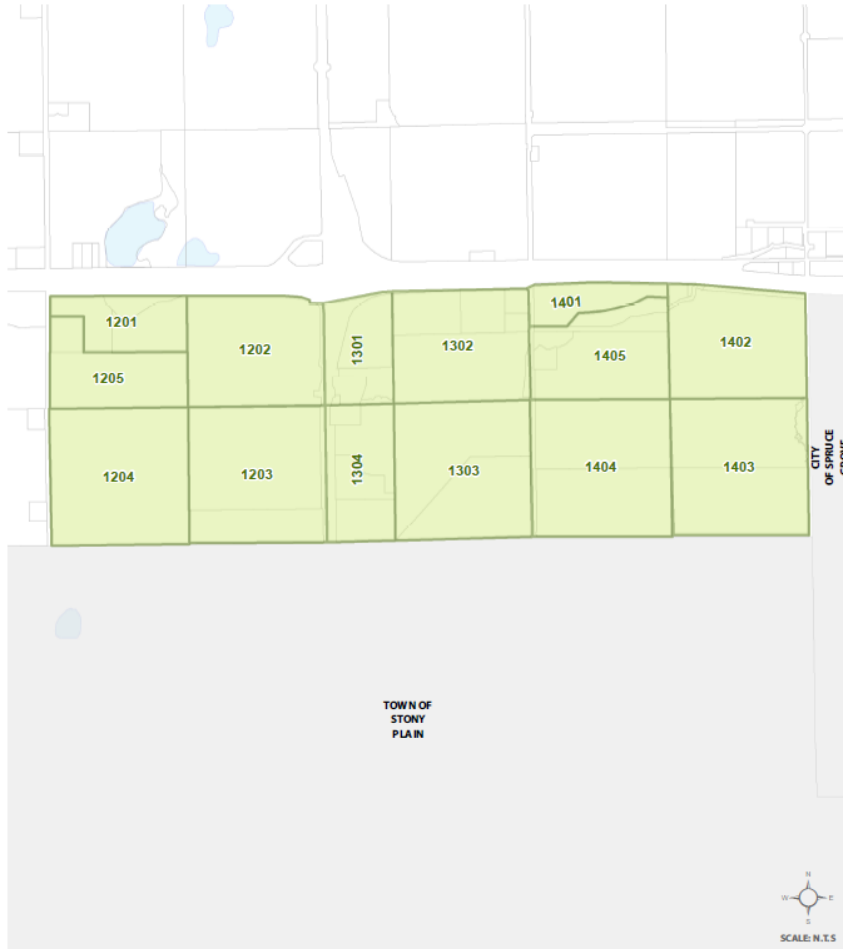 1401
1201
1301
1302
1402
1202
1405
1205
1204
1203
1304
1303
1404
1403
CITY
OF SPRUCE
GROVE
TOWN OF
STONY
PLAIN
N
W
E
S
SCALE: N.T.S